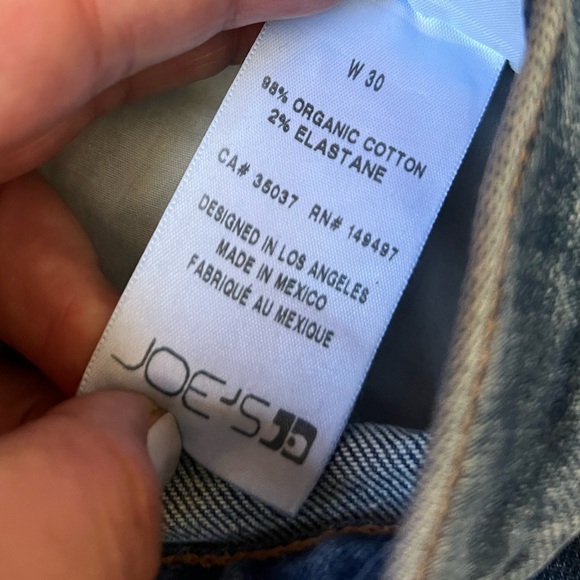 W 30
98% ORGANIC COTTON
2% ELASTANE
CA# 35037 RN# 149497
DESIGNED IN LOS ANGELES
MADE IN MEXICO
FABRIQUÉ AU MEXIQUE
JOE'S